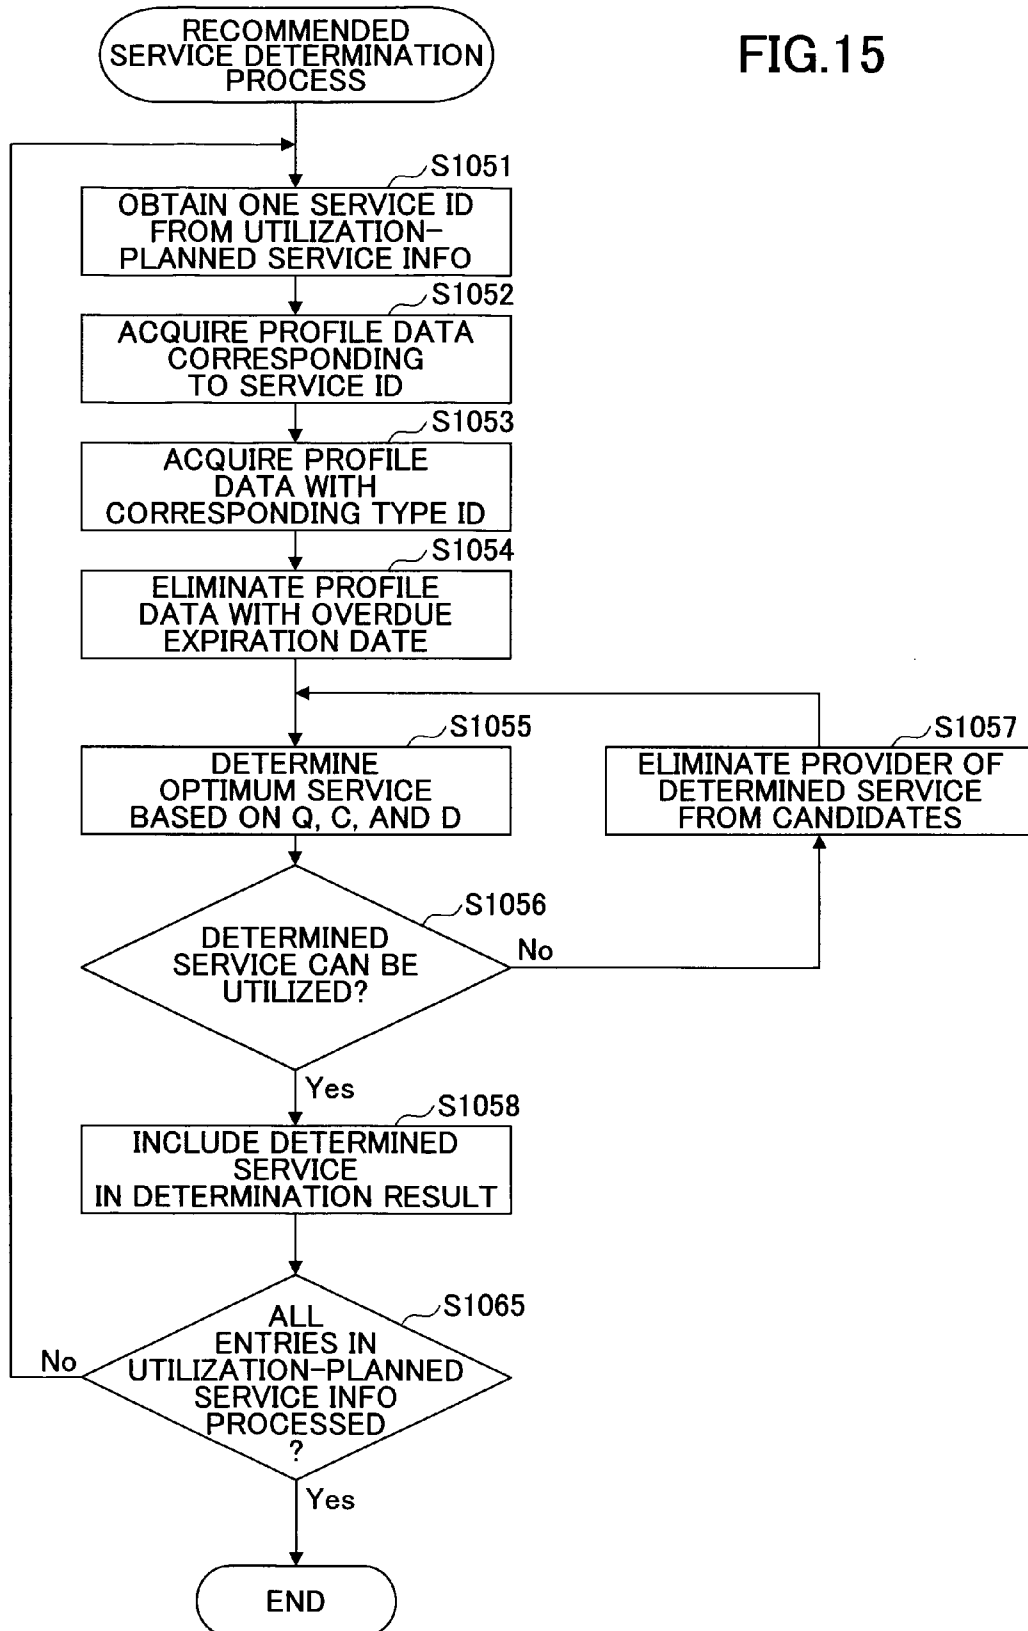 RECOMMENDED
SERVICE DETERMINATION
PROCESS
FIG.15
S1051
OBTAIN ONE SERVICE ID
FROM UTILIZATION-
PLANNED SERVICE INFO
S1052
ACQUIRE PROFILE DATA
CORRESPONDING
TO SERVICE ID
S1053
ACQUIRE PROFILE
DATA WITH
CORRESPONDING TYPE ID
S1054
ELIMINATE PROFILE
DATA WITH OVERDUE
EXPIRATION DATE
S1055
DETERMINE
OPTIMUM SERVICE
BASED ON Q, C, AND D
S1057
ELIMINATE PROVIDER OF
DETERMINED SERVICE
FROM CANDIDATES
S1056
DETERMINED
SERVICE CAN BE
UTILIZED?
No
Yes
S1058
INCLUDE DETERMINED
SERVICE
IN DETERMINATION RESULT
S1065
ALL
ENTRIES IN
UTILIZATION-PLANNED
SERVICE INFO
PROCESSED
?
No
Yes
END